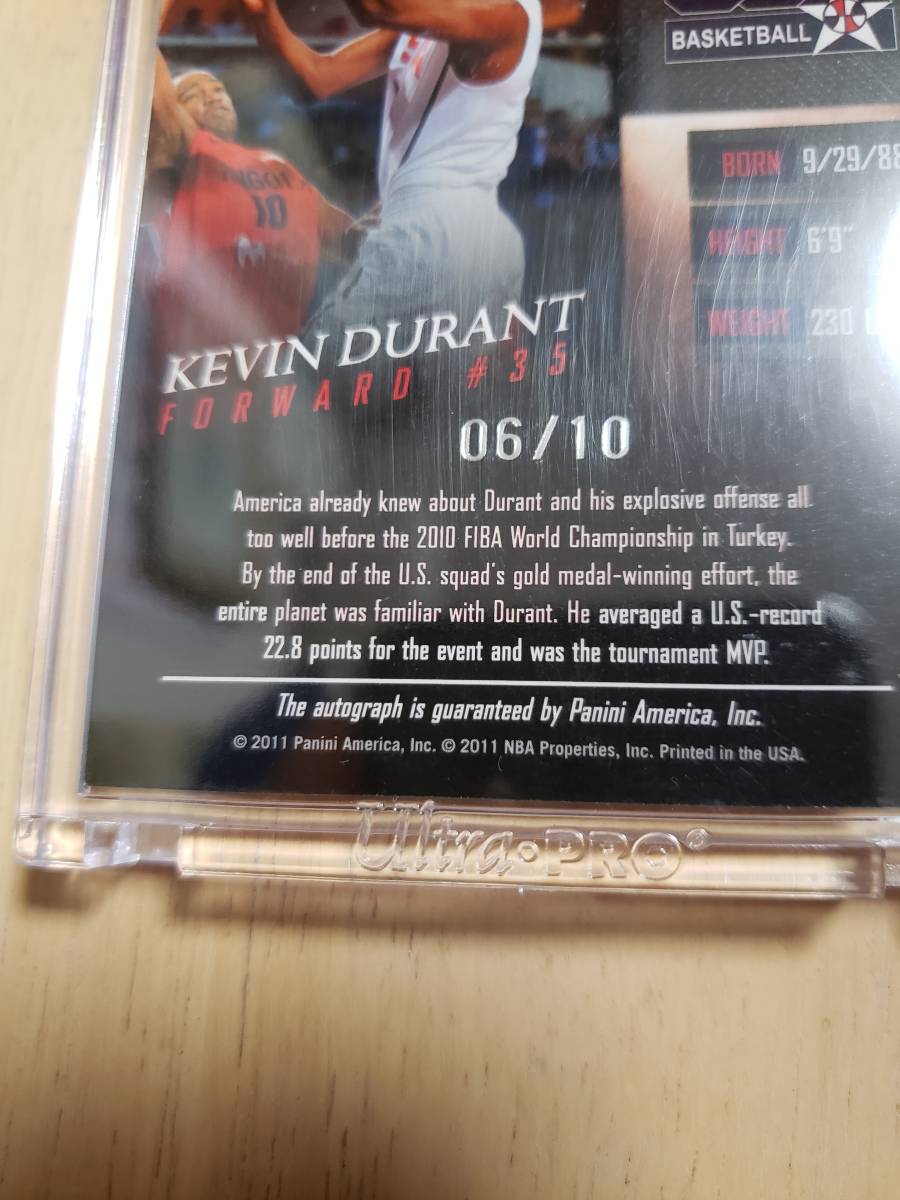 BASKETBALL
10
BORN 9/29/88
HEIGHT 6'9"
WEIGHT 230
KEVIN DURANT
FORWARD #35
06/10
America already knew about Durant and his explosive offense all
too well before the 2010 FIBA World Championship in Turkey.
By the end of the U.S. squad's gold medal-winning effort, the
entire planet was familiar with Durant. He averaged a U.S.-record
22.8 points for the event and was the tournament MVP.
The autograph is guaranteed by Panini America, Inc.
© 2011 Panini America, Inc. © 2011 NBA Properties, Inc. Printed in the USA.
Ultra•PRO®